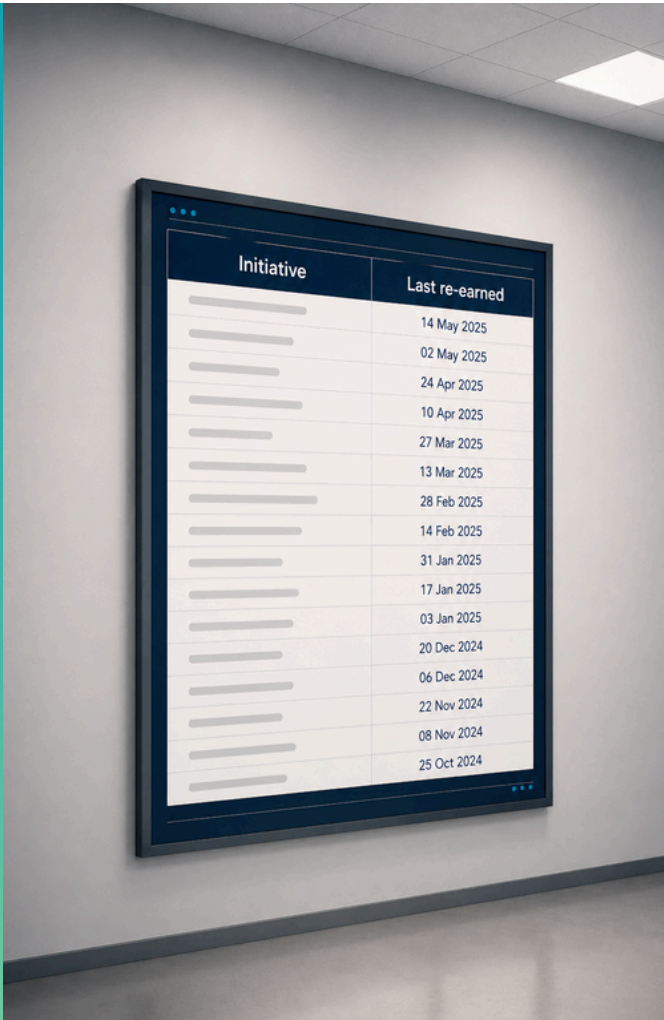 Initiative Last re-earned
14 May 2025
02 May 2025
24 Apr 2025
10 Apr 2025
27 Mar 2025
13 Mar 2025
28 Feb 2025
14 Feb 2025
31 Jan 2025
17 Jan 2025
03 Jan 2025
20 Dec 2024
06 Dec 2024
22 Nov 2024
08 Nov 2024
25 Oct 2024